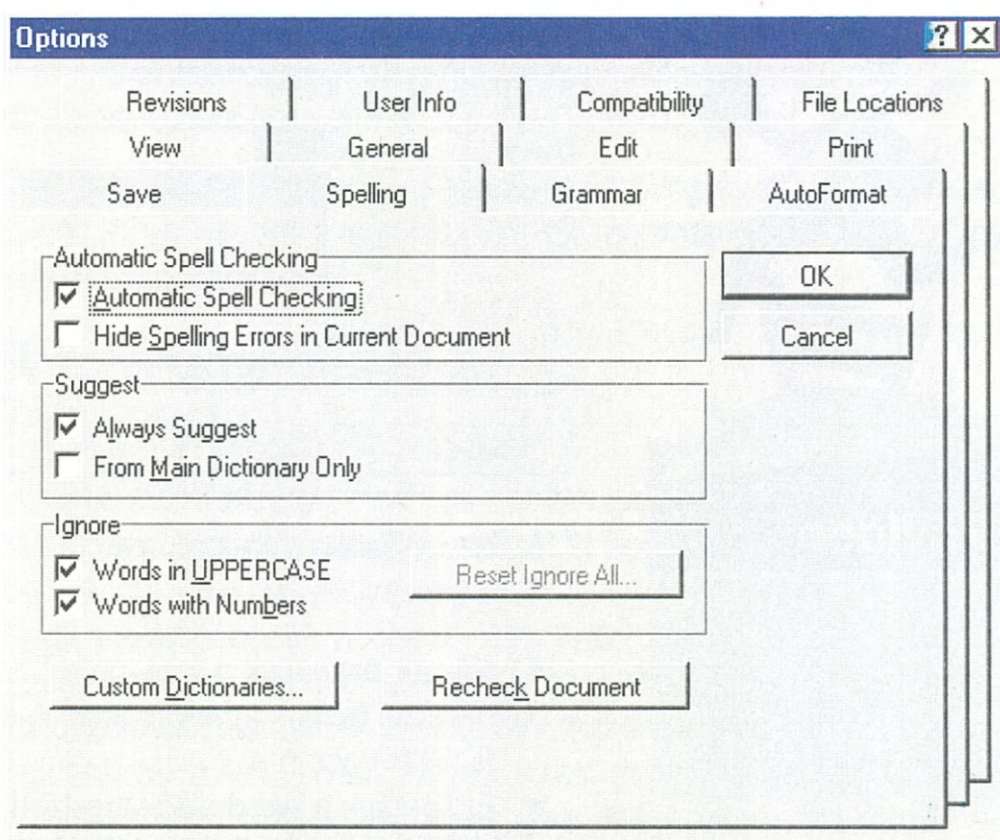 Options
Revisions User Info Compatibility File Locations
View General Edit Print
Save Spelling Grammar AutoFormat
Automatic Spell Checking
Automatic Spell Checking
Hide Spelling Errors in Current Document
OK
Cancel
Suggest
Always Suggest
From Main Dictionary Only
Ignore
Words in UPPERCASE
Words with Numbers
Reset Ignore All...
Custom Dictionaries... Recheck Document